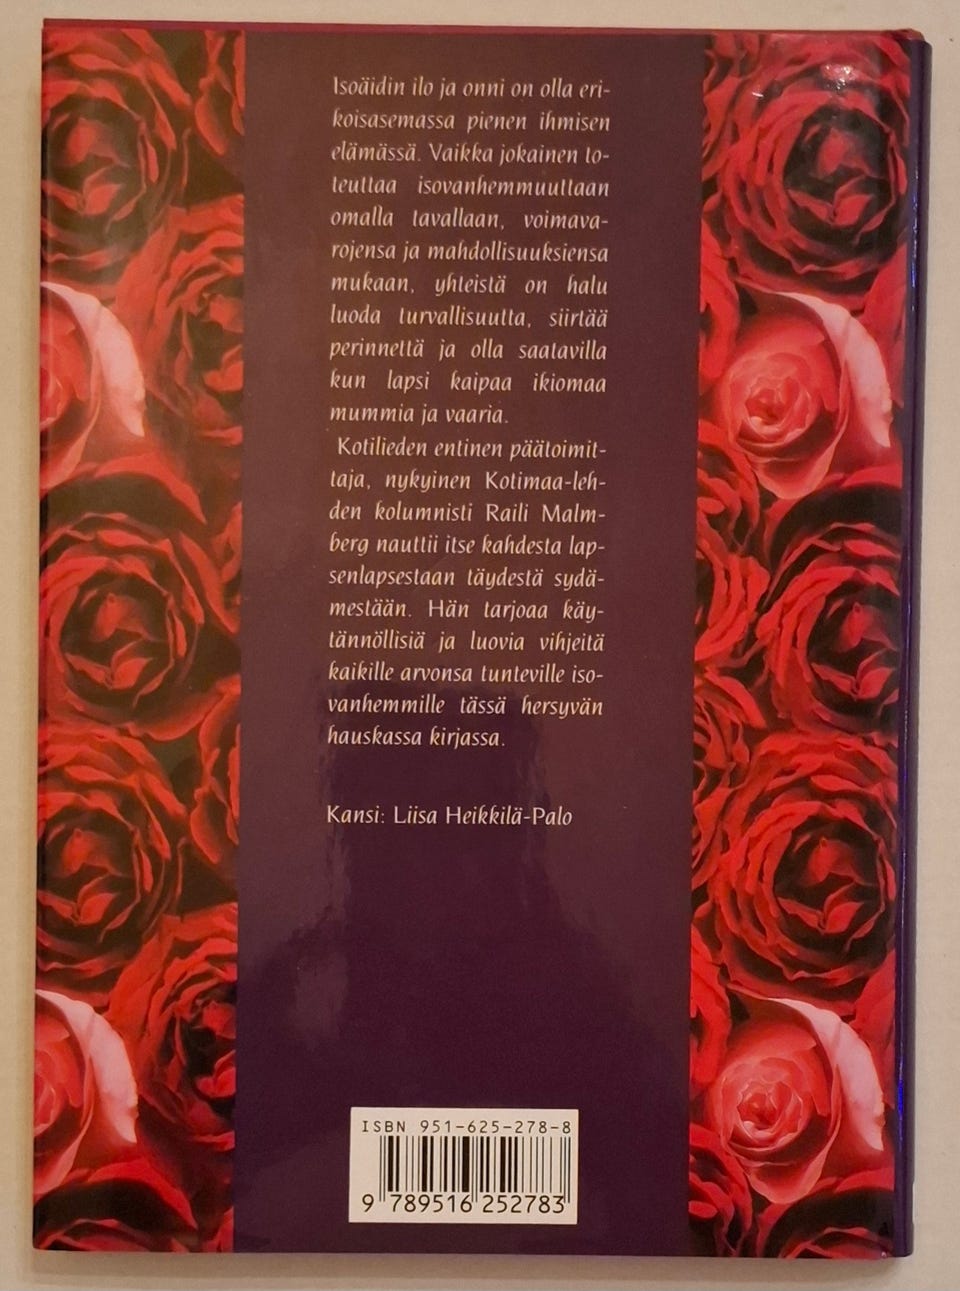 Isoäidin ilo ja onni on olla eri-
koisasemassa pienen ihmisen
elämässä. Vaikka jokainen to-
teuttaa isovanhemmuuttaan
omalla tavallaan, voimava-
rojensa ja mahdollisuuksiensa
mukaan, yhteistä on halu
luoda turvallisuutta, siirtää
perinnettä ja olla saatavilla
kun lapsi kaipaa ikiomaa
mummia ja vaaria.
Kotilieden entinen päätoimit-
taja, nykyinen Kotimaa-leh-
den kolumnisti Raili Malm-
berg nauttii itse kahdesta lap-
senlapsestaan täydestä sydä-
mestään. Hän tarjoaa käy-
tännöllisiä ja luovia vihjeitä
kaikille arvonsa tunteville iso-
vanhemmille tässä hersyvän
hauskassa kirjassa.
Kansi: Liisa Heikkilä-Palo
ISBN 951-625-278-8
9 789516 252783